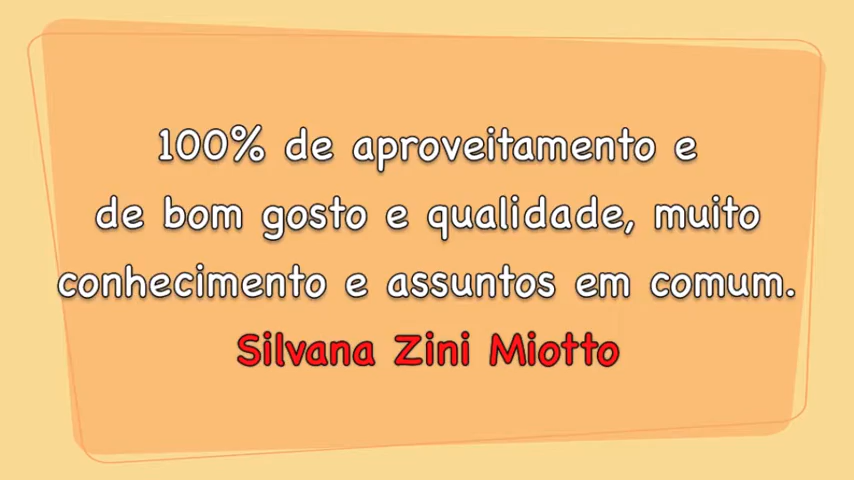 100% de aproveitamento e
de bom gosto e qualidade, muito
conhecimento e assuntos em comum.
Silvana Zini Miotto